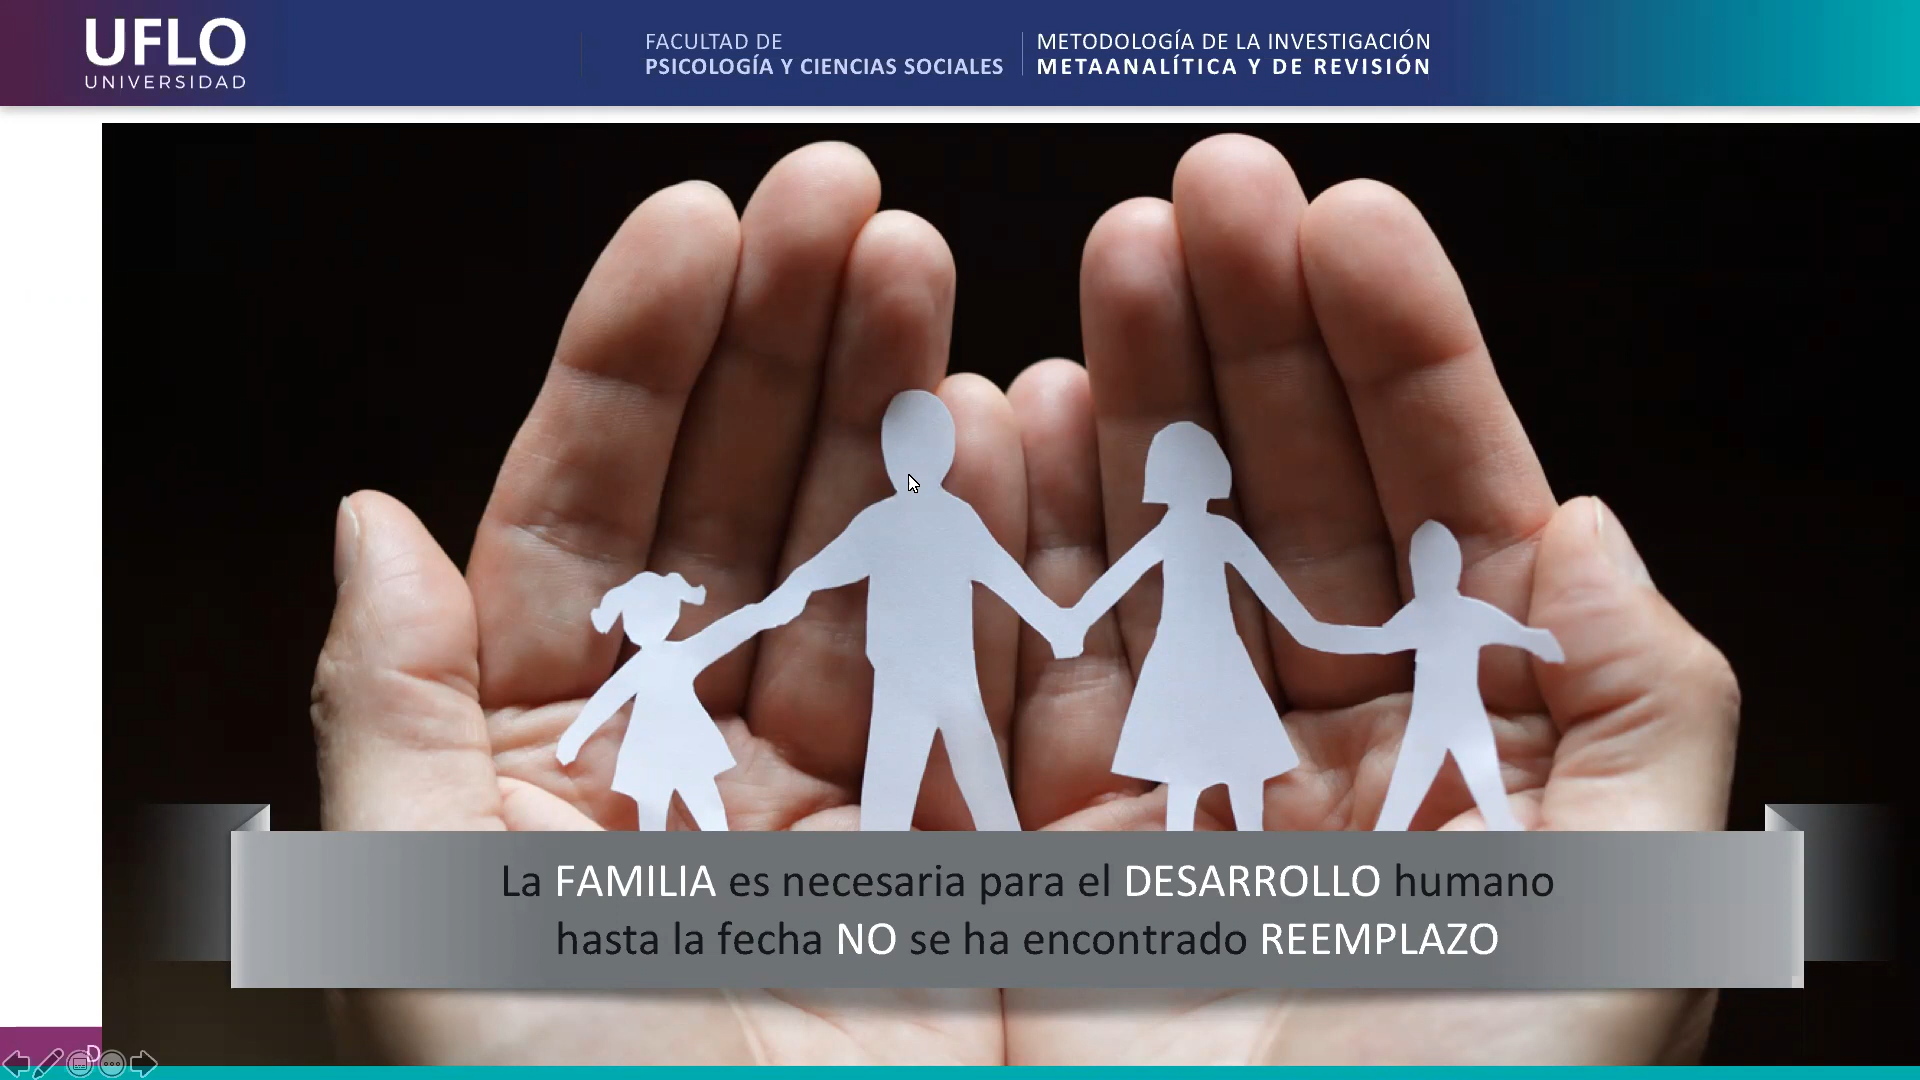 UFLO
UNIVERSIDAD
FACULTAD DE
PSICOLOGÍA Y CIENCIAS SOCIALES
METODOLOGÍA DE LA INVESTIGACIÓN
METAANALÍTICA Y DE REVISIÓN
La FAMILIA es necesaria para el DESARROLLO humano
hasta la fecha NO se ha encontrado REEMPLAZO
D